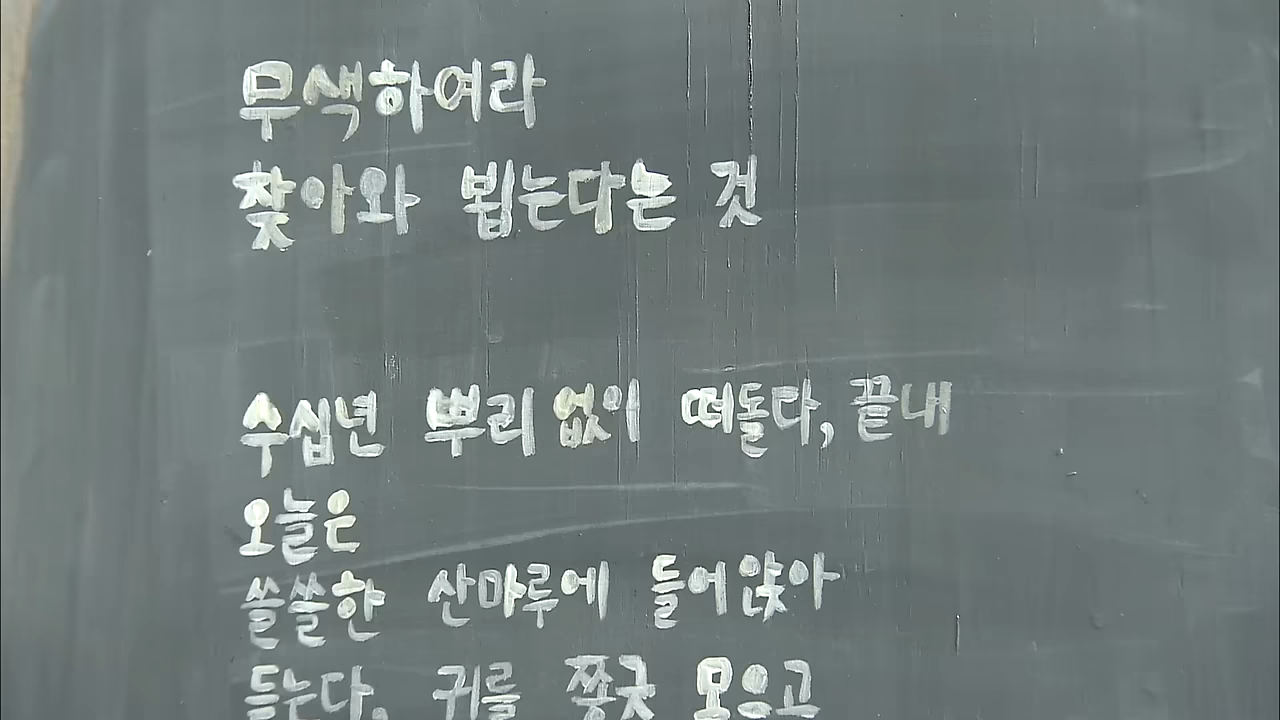 무색하여라
찾아와 뵙는다는 것
수십년 뿌리 없이 떠돌다, 끝내
오늘은
쓸쓸한 산마루에 들어앉아
듣는다, 귀를 쫑긋 모으고